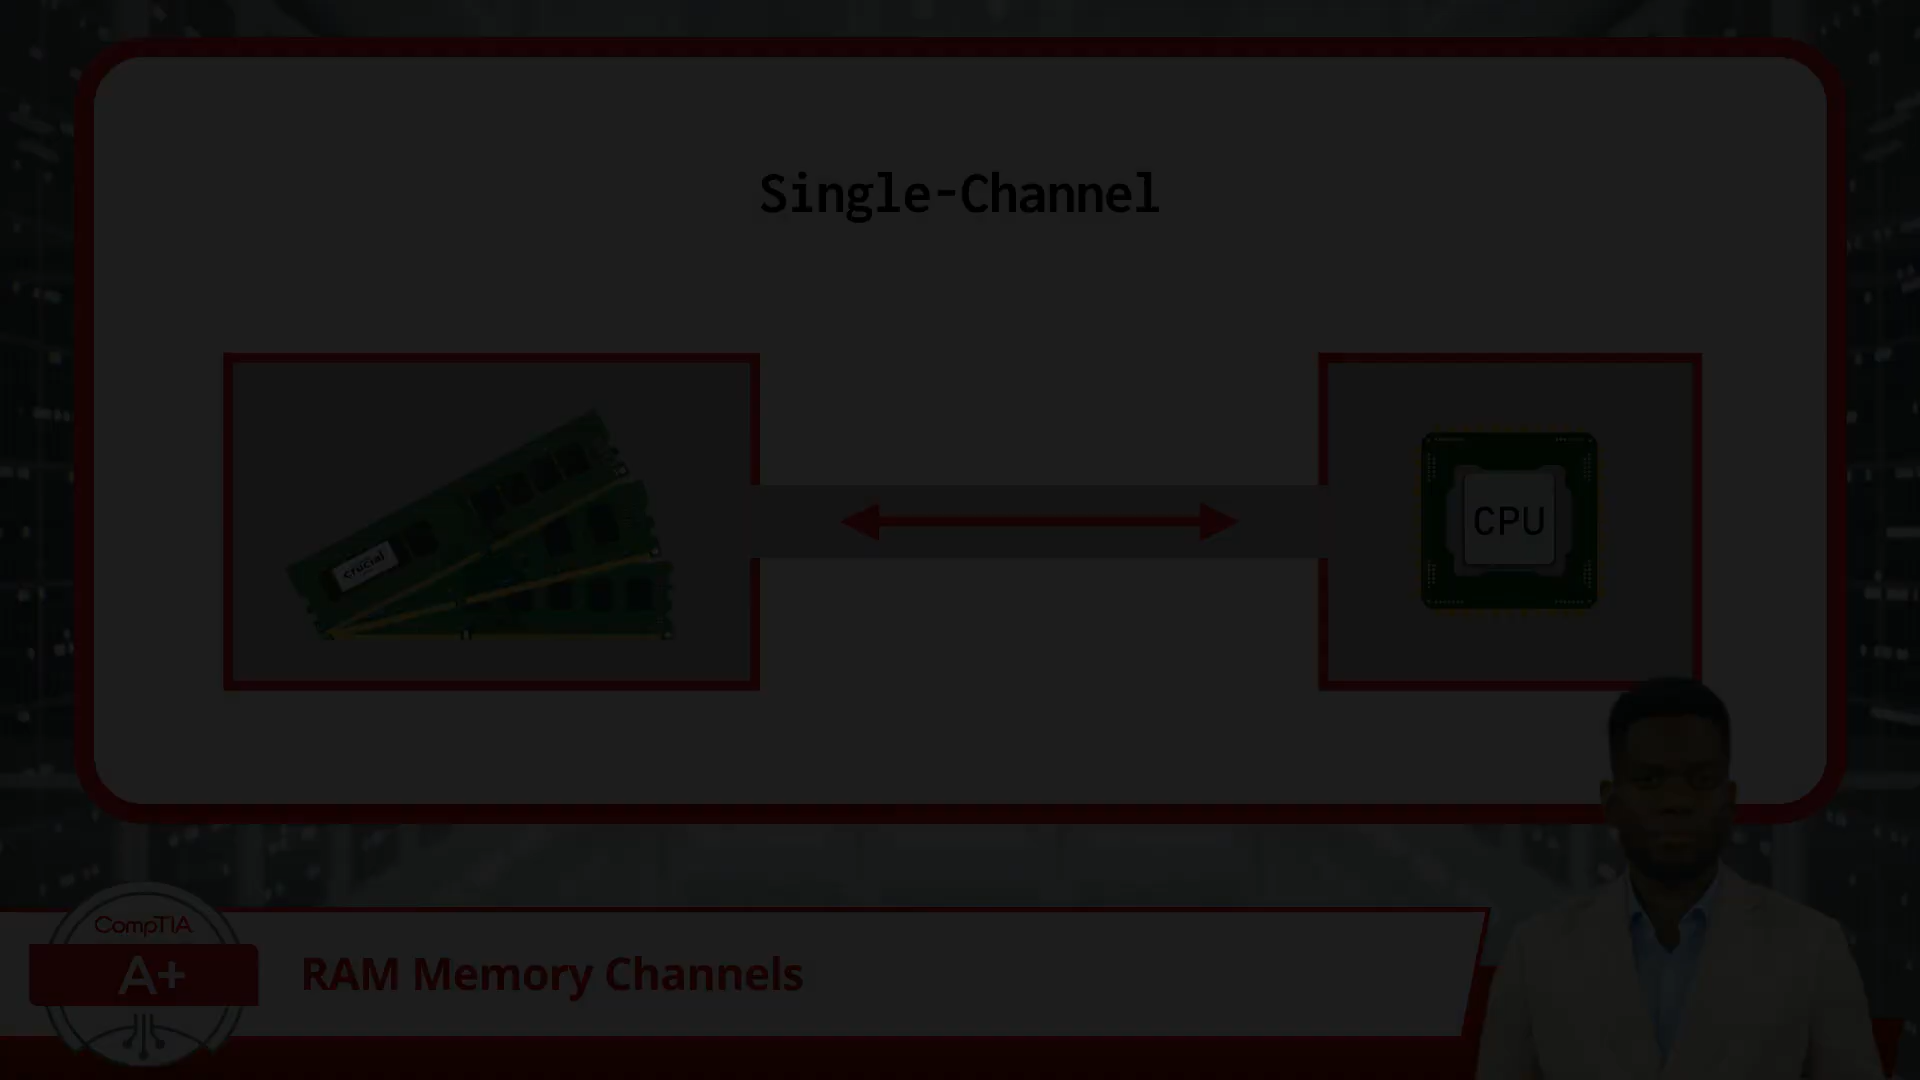 Single-Channel
crucial
CPU
CompTIA
A+
RAM Memory Channels